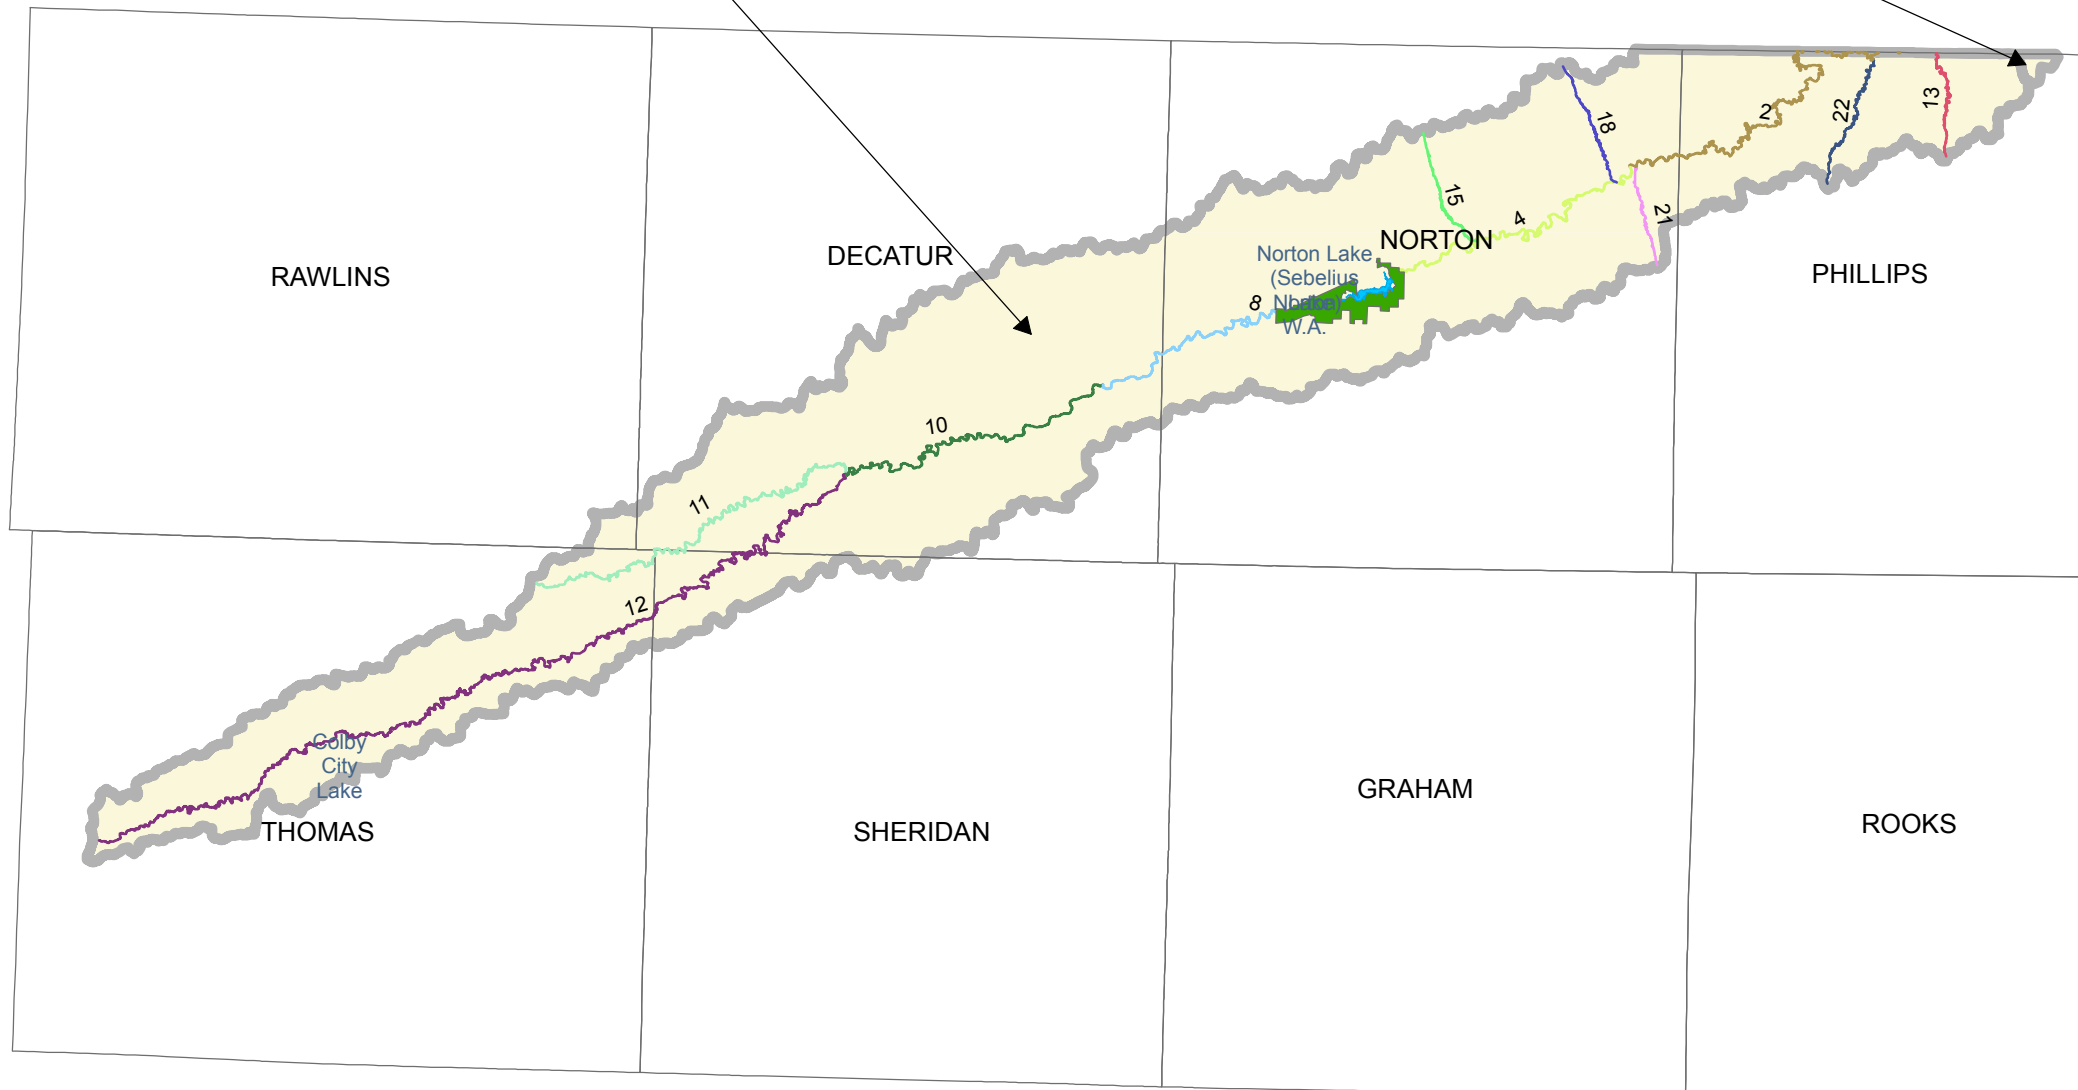 18
2
22
13
15
4
21
NORTON
DECATUR
Norton Lake
(Sebelius
W.A.
8
RAWLINS
PHILLIPS
10
11
12
Colby
City
Lake
THOMAS
SHERIDAN
GRAHAM
ROOKS